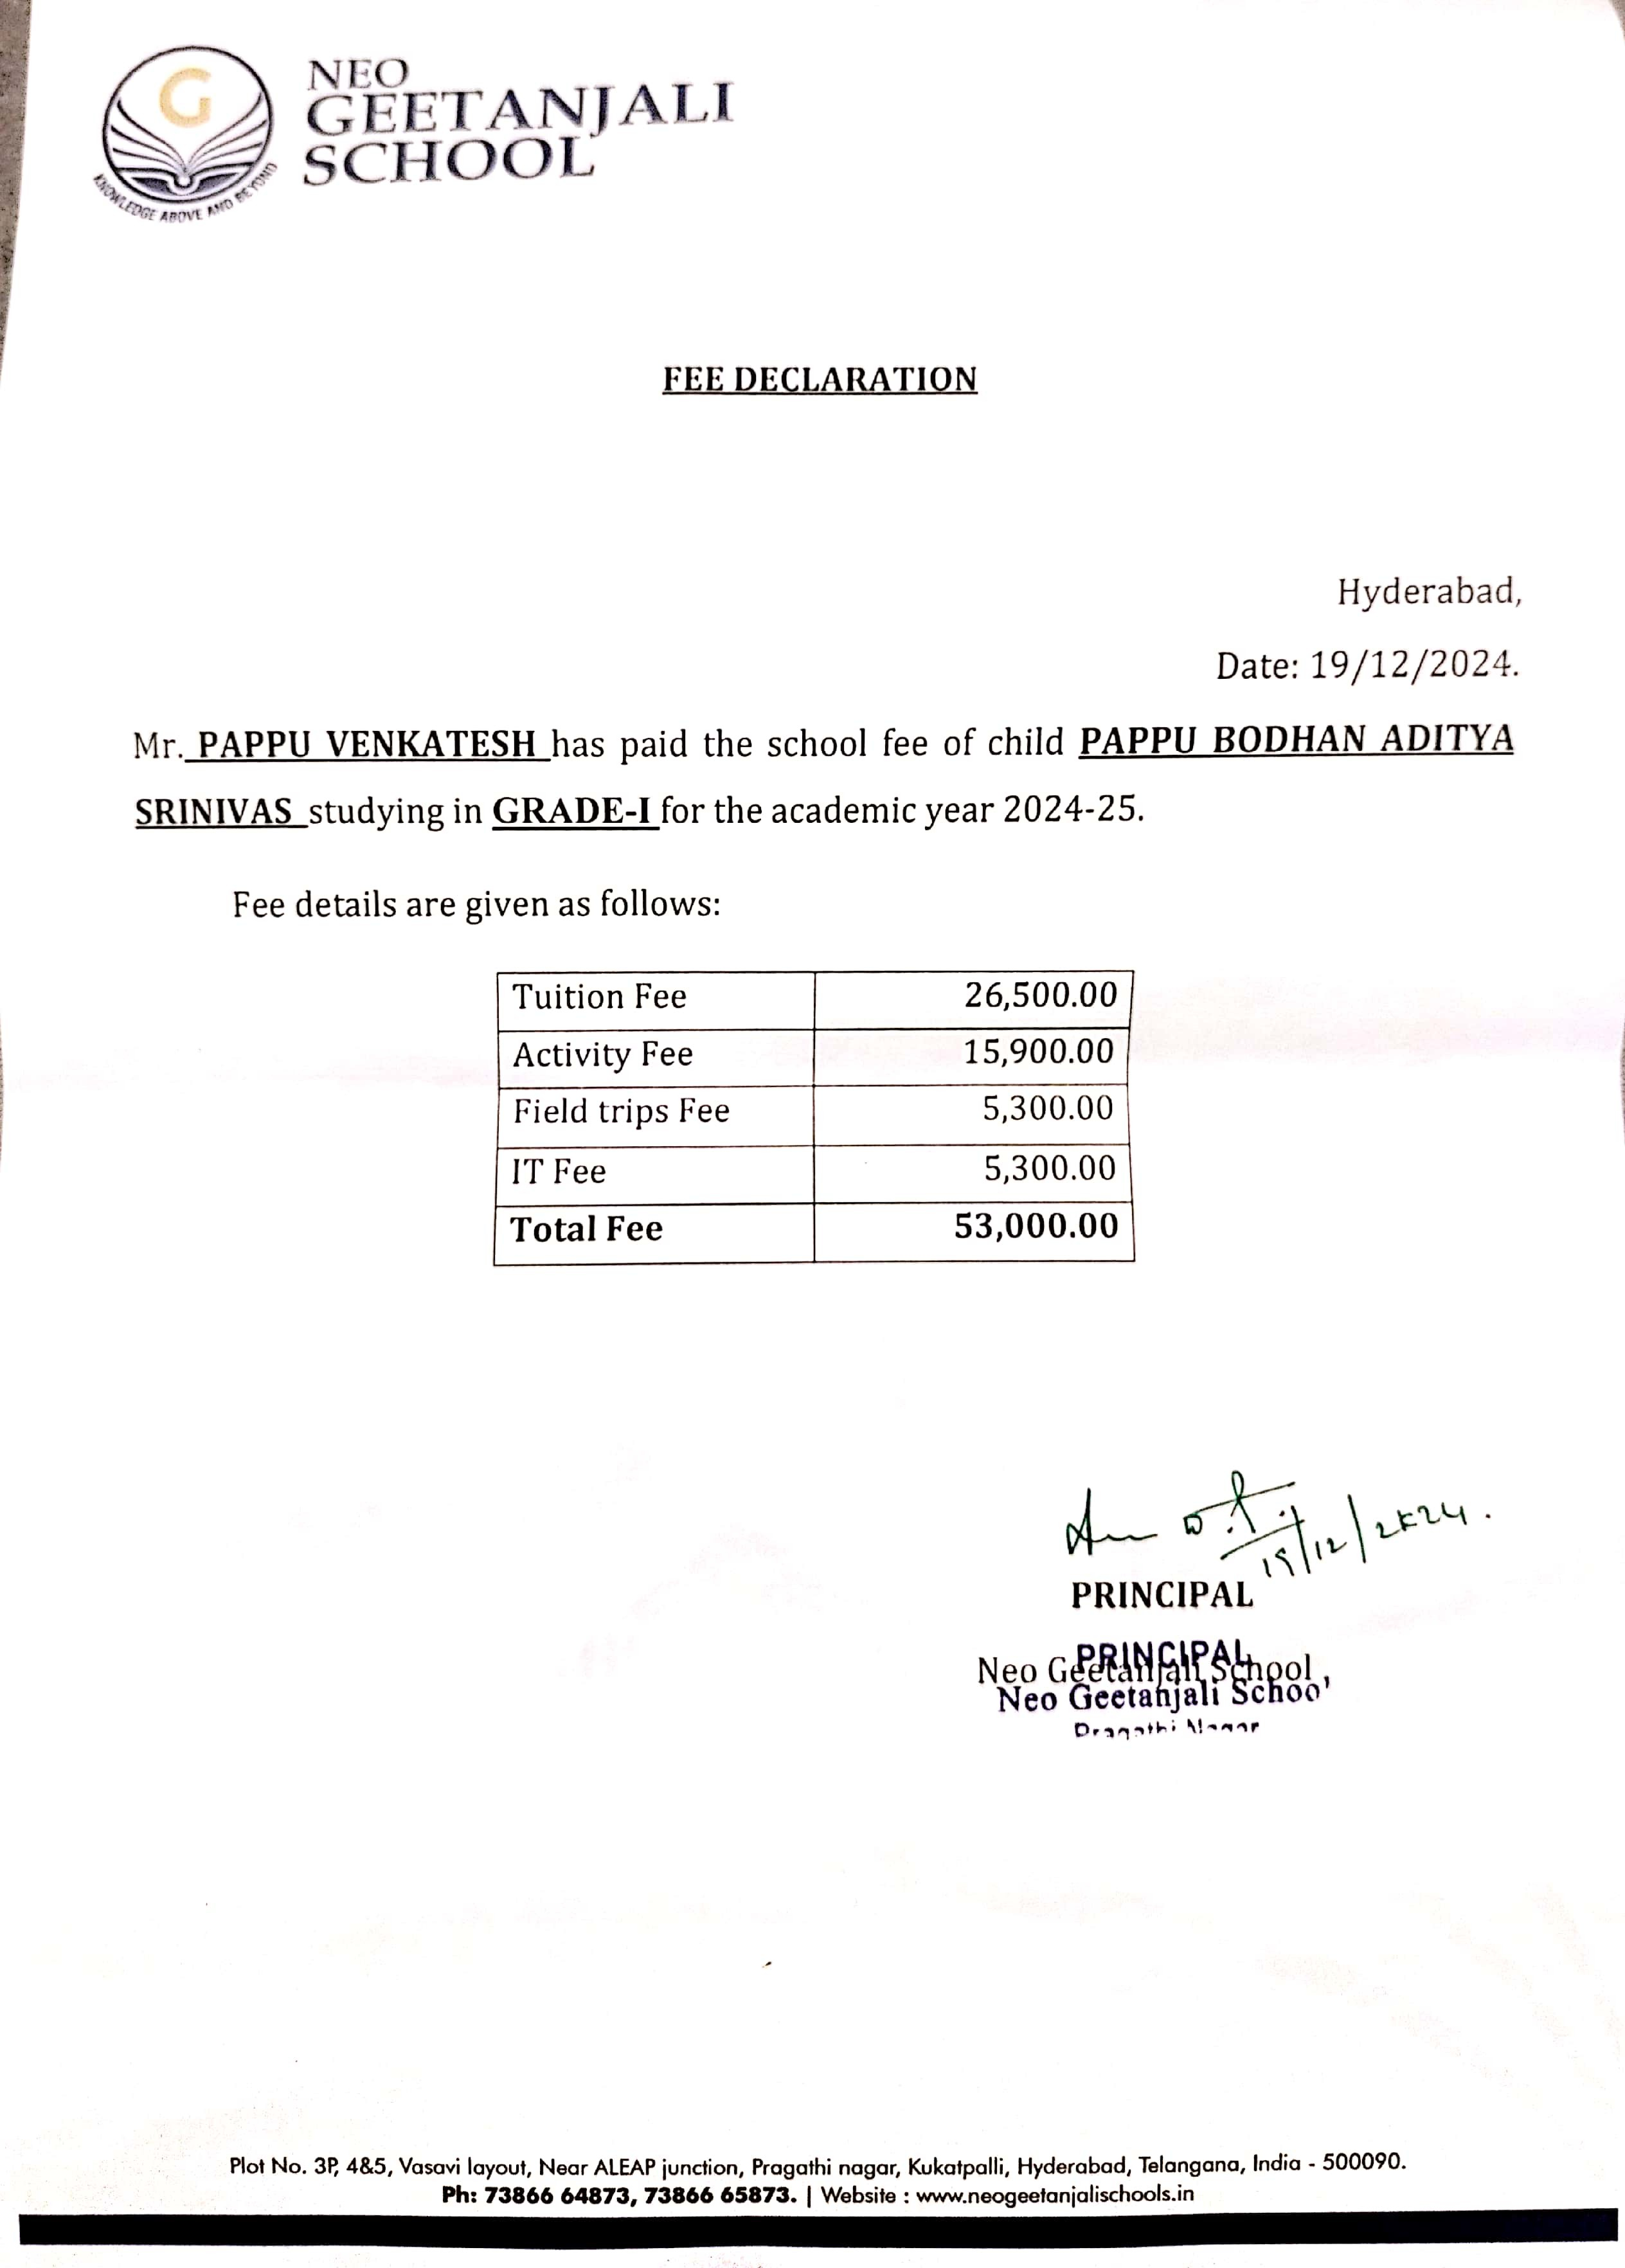 G
KNOWLEDGE ABOVE AND BEYOND
NEO
GEETANJALI
SCHOOL
FEE DECLARATION
Hyderabad,
Date: 19/12/2024.
Mr. PAPPU VENKATESH has paid the school fee of child PAPPU BODHAN ADITYA
SRINIVAS studying in GRADE-I for the academic year 2024-25.
Fee details are given as follows:
Tuition Fee 26,500.00
Activity Fee 15,900.00
Field trips Fee 5,300.00
IT Fee 5,300.00
Total Fee 53,000.00
19/12/2k24.
PRINCIPAL
PRINCIPAL
Neo Geetanjali School,
Neo Geetanjali School
Pragathi Nagar
Plot No. 3P, 4&5, Vasavi layout, Near ALEAP junction, Pragathi nagar, Kukatpalli, Hyderabad, Telangana, India - 500090.
Ph: 73866 64873, 73866 65873. | Website : www.neogeetanjalischools.in